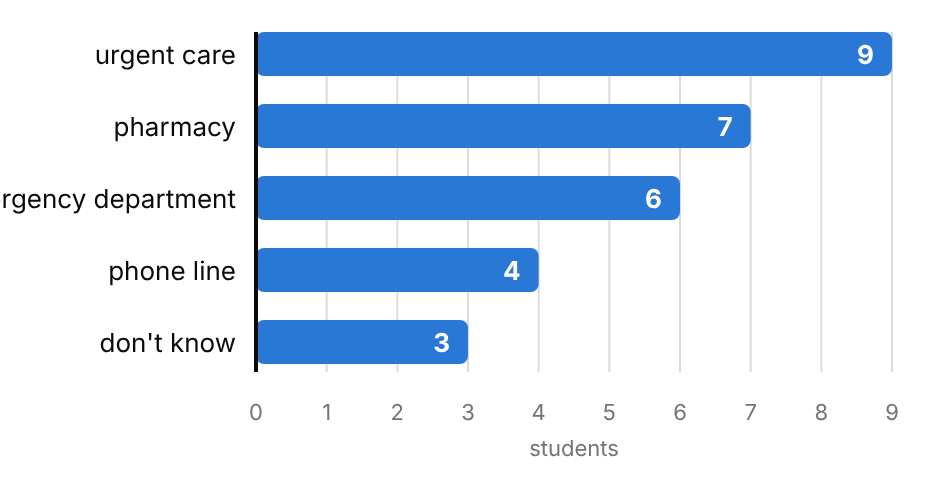 urgent care 9
pharmacy 7
rgency department 6
phone line 4
don't know 3
0 1 2 3 4 5 6 7 8 9
students